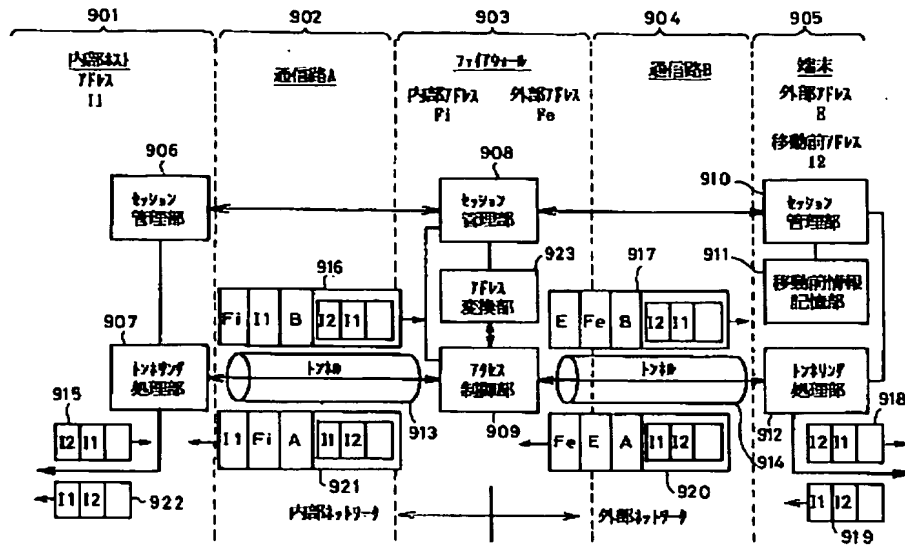 901 902 903 904 905
内部ホスト
アドレス
I1
通信路A
ファイアウォール
内部アドレス
Fi
外部アドレス
Fe
通信路B
端末
外部アドレス
E
移動前アドレス
I2
906
セッション
管理部
908
セッション
管理部
910
セッション
管理部
916
923
アドレス
変換部
917
911
移動前情報
記憶部
Fi I1 B I2 I1
E Fe B I2 I1
907
トンネリング
処理部
トンネル
913
アクセス
制御部
909
トンネル
914
トンネリング
処理部
912
915
I2 I1
918
I2 I1
I1 Fi A I1 I2
921
Fe E A I1 I2
920
I1 I2
922
I1 I2
919
内部ネットワーク
外部ネットワーク